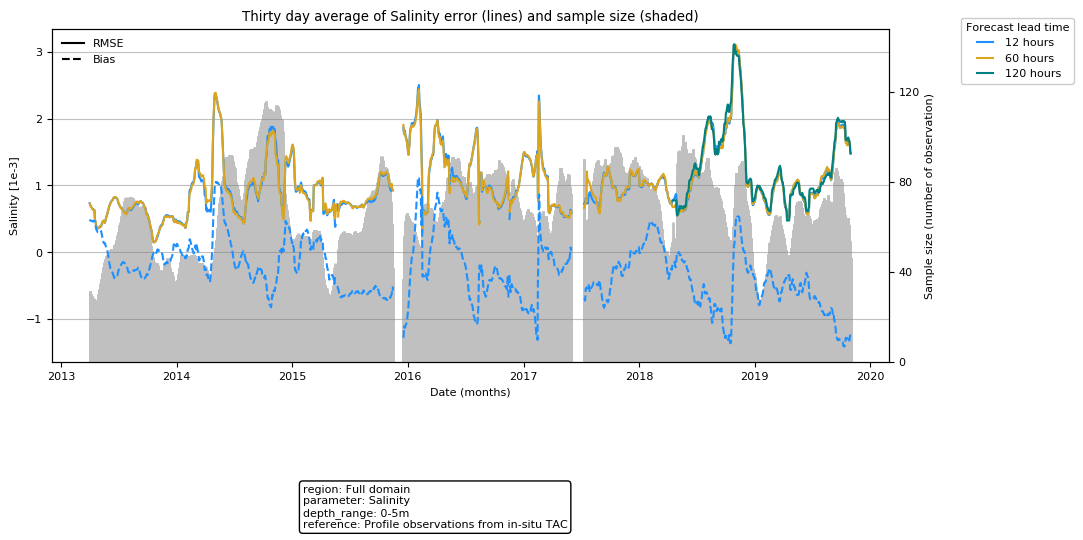 Thirty day average of Salinity error (lines) and sample size (shaded)
Forecast lead time
12 hours
60 hours
120 hours
RMSE
Bias
Salinity [1e-3]
3
2
1
0
−1
Sample size (number of observation)
120
80
40
0
2013 2014 2015 2016 2017 2018 2019 2020
Date (months)
region: Full domain
parameter: Salinity
depth_range: 0-5m
reference: Profile observations from in-situ TAC